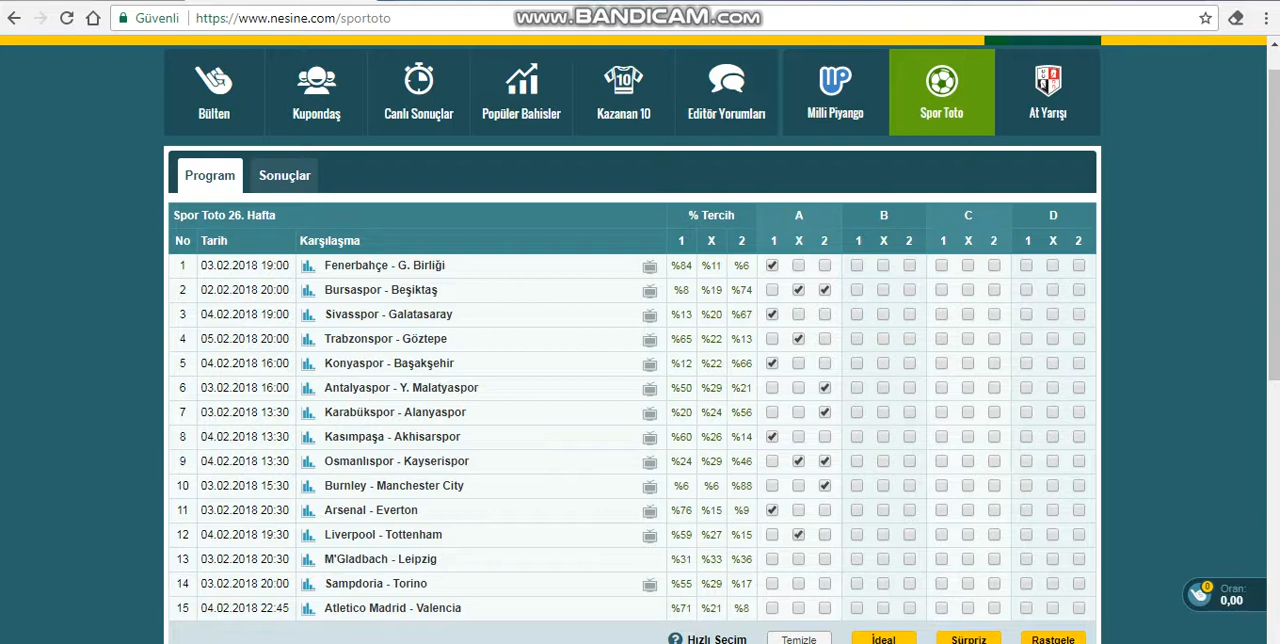 Güvenli https://www.nesine.com/sportoto
www.BANDICAM.com
Bülten Kupondaş Canlı Sonuçlar Popüler Bahisler Kazanan 10 Editör Yorumları Milli Piyango Spor Toto At Yarışı
Program Sonuçlar
Spor Toto 26. Hafta % Tercih A B C D
No Tarih Karşılaşma 1 X 2 1 X 2 1 X 2 1 X 2 1 X 2
1 03.02.2018 19:00 Fenerbahçe - G. Birliği %84 %11 %6
2 02.02.2018 20:00 Bursaspor - Beşiktaş %8 %19 %74
3 04.02.2018 19:00 Sivasspor - Galatasaray %13 %20 %67
4 05.02.2018 20:00 Trabzonspor - Göztepe %65 %22 %13
5 04.02.2018 16:00 Konyaspor - Başakşehir %12 %22 %66
6 03.02.2018 16:00 Antalyaspor - Y. Malatyaspor %50 %29 %21
7 03.02.2018 13:30 Karabükspor - Alanyaspor %20 %24 %56
8 04.02.2018 13:30 Kasımpaşa - Akhisarspor %60 %26 %14
9 04.02.2018 13:30 Osmanlıspor - Kayserispor %24 %29 %46
10 03.02.2018 15:30 Burnley - Manchester City %6 %6 %88
11 03.02.2018 20:30 Arsenal - Everton %76 %15 %9
12 04.02.2018 19:30 Liverpool - Tottenham %59 %27 %15
13 03.02.2018 20:30 M'Gladbach - Leipzig %31 %33 %36
14 03.02.2018 20:00 Sampdoria - Torino %55 %29 %17
15 04.02.2018 22:45 Atletico Madrid - Valencia %71 %21 %8
Hızlı Seçim Temizle İdeal Sürpriz Rastgele
0 Oran:
0,00